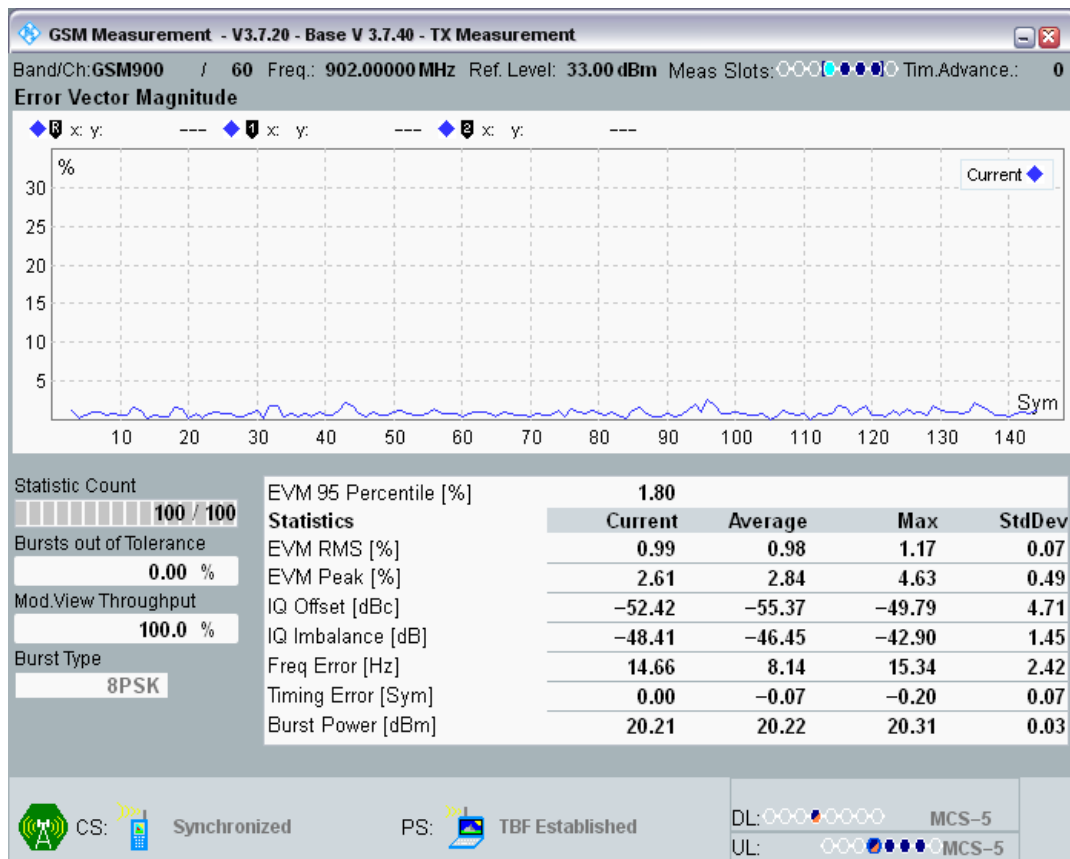 GSM Measurement - V3.7.20 - Base V 3.7.40 - TX Measurement
Band/Ch:GSM900 / 60 Freq.: 902.00000 MHz Ref. Level: 33.00 dBm Meas Slots: Tim.Advance.: 0
Error Vector Magnitude
R x: y: --- 1 x: y: --- 2 x: y: ---
%
Current
30
25
20
15
10
5
Sym
10 20 30 40 50 60 70 80 90 100 110 120 130 140
Statistic Count
100 / 100
Bursts out of Tolerance
0.00 %
Mod.View Throughput
100.0 %
Burst Type
8PSK
EVM 95 Percentile [%] 1.80
Statistics Current Average Max StdDev
EVM RMS [%] 0.99 0.98 1.17 0.07
EVM Peak [%] 2.61 2.84 4.63 0.49
IQ Offset [dBc] −52.42 −55.37 −49.79 4.71
IQ Imbalance [dB] −48.41 −46.45 −42.90 1.45
Freq Error [Hz] 14.66 8.14 15.34 2.42
Timing Error [Sym] 0.00 −0.07 −0.20 0.07
Burst Power [dBm] 20.21 20.22 20.31 0.03
CS: Synchronized PS: TBF Established
DL: MCS−5
UL: MCS−5